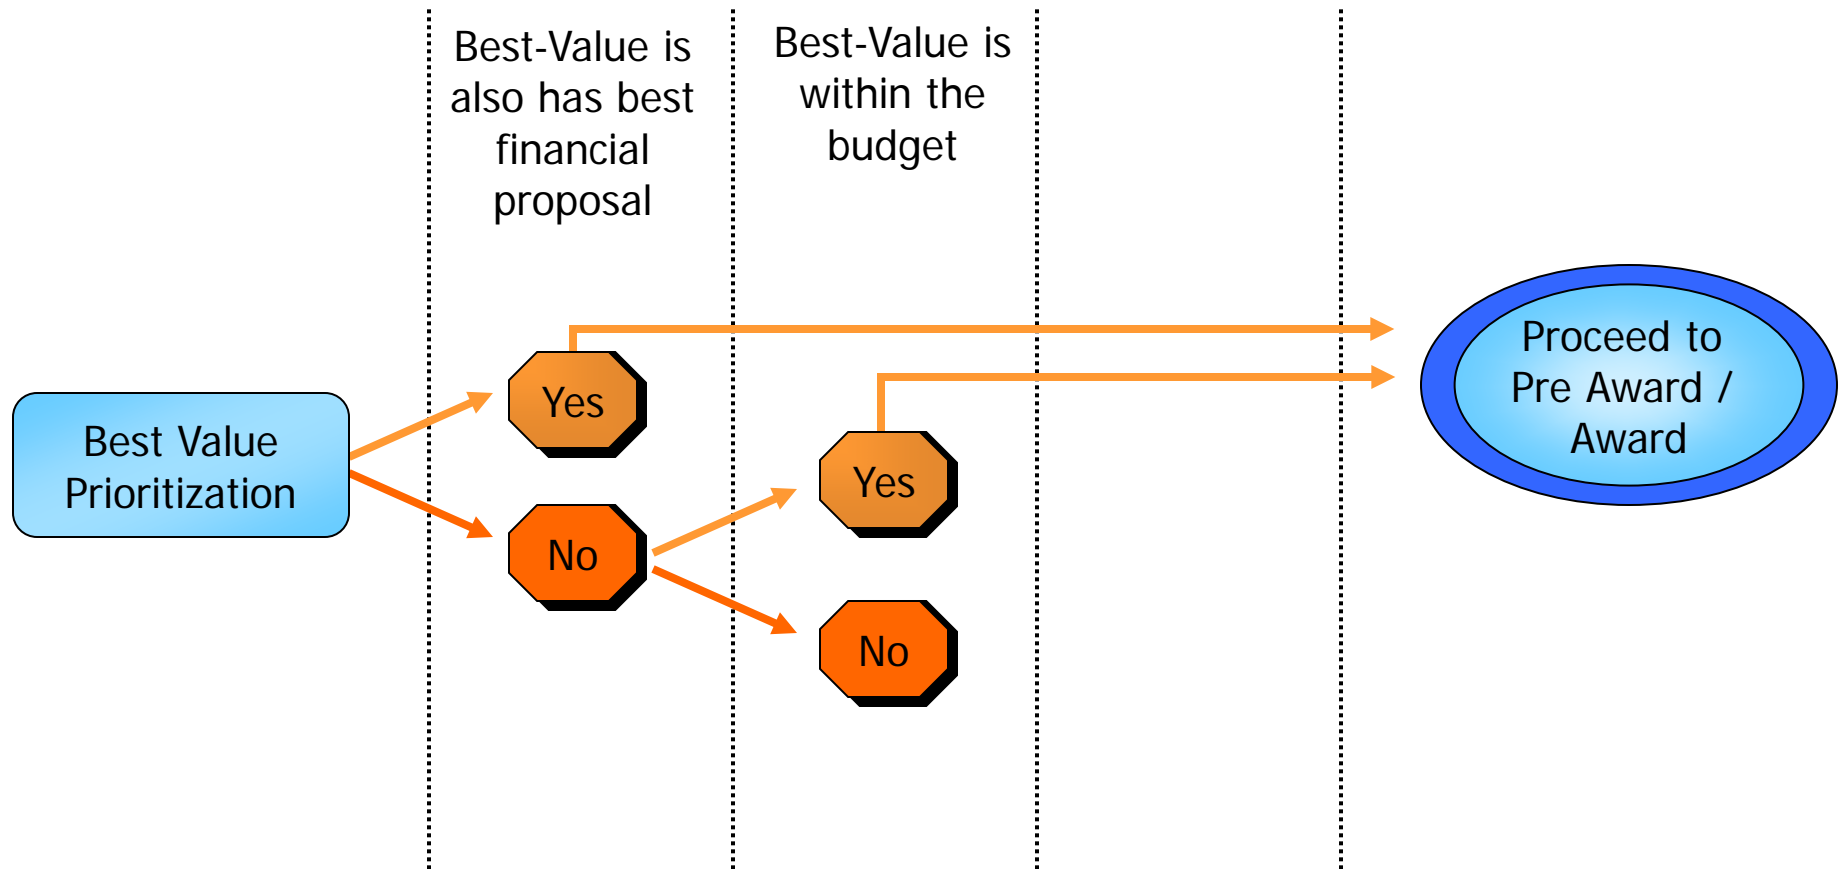 Best-Value is
also has best
financial
proposal
Best-Value is
within the
budget
Best Value
Prioritization
Yes
No
Yes
No
Proceed to
Pre Award /
Award